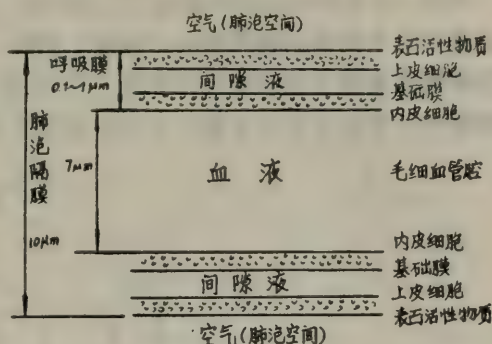 空气(肺泡空间)
呼吸膜
0.1~1μm
肺泡隔膜
10μm
7μm
间隙液
血液
间隙液
表石活性物质
上皮细胞
基础膜
内皮细胞
毛细血管腔
内皮细胞
基础膜
上皮细胞
表石活性物质
空气(肺泡空间)